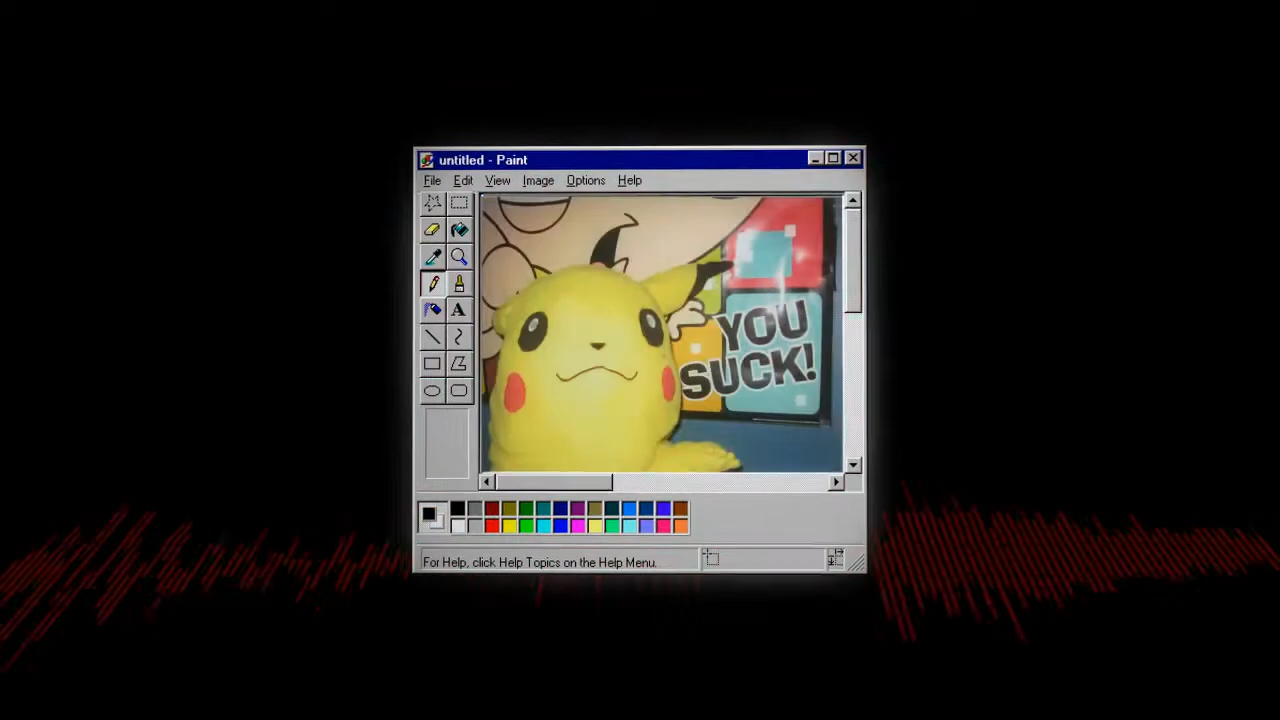 untitled - Paint
File Edit View Image Options Help
A
YOU
SUCK!
For Help, click Help Topics on the Help Menu.